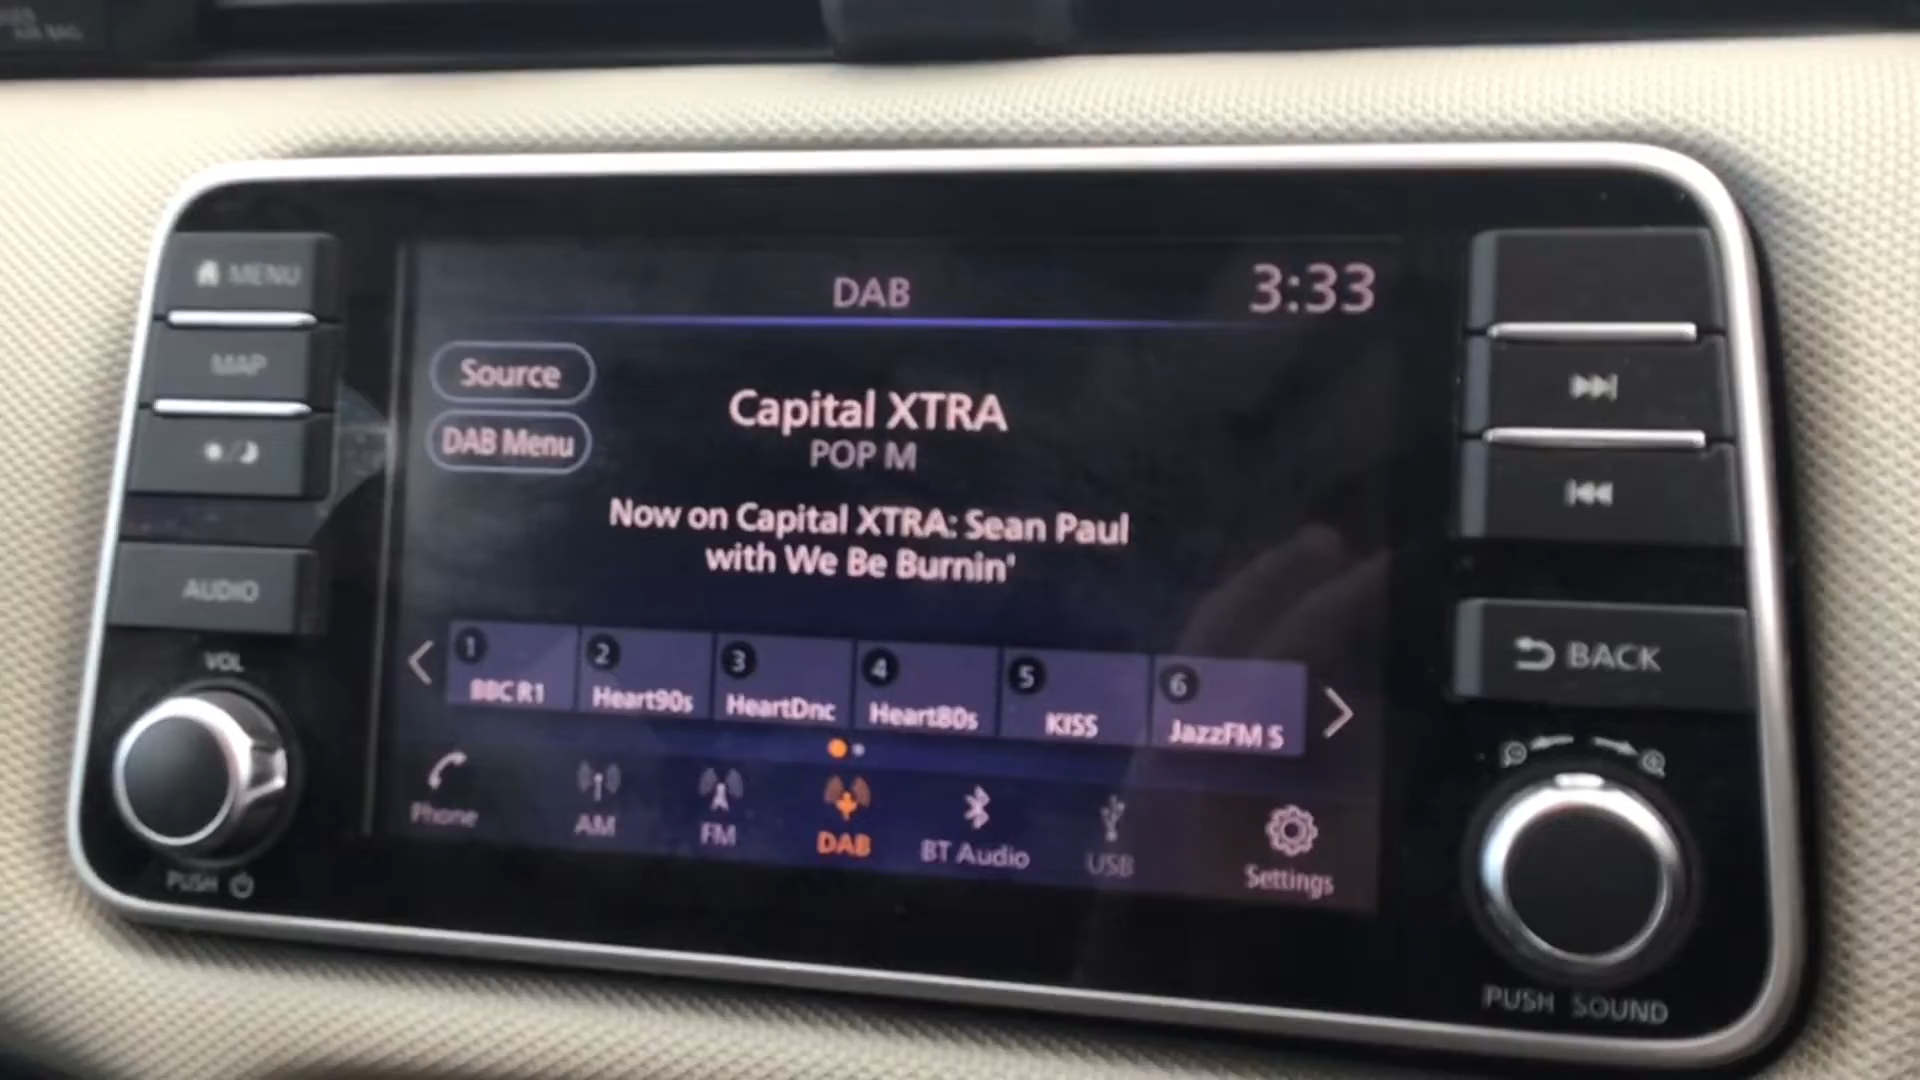 MENU
MAP
AUDIO
VOL
PUSH
DAB
3:33
Source
DAB Menu
Capital XTRA
POP M
Now on Capital XTRA: Sean Paul
with We Be Burnin'
1
BBC R1
2
Heart90s
3
HeartDnc
4
Heart80s
5
KISS
6
JazzFM S
Phone
AM
FM
DAB
BT Audio
USB
Settings
BACK
PUSH SOUND